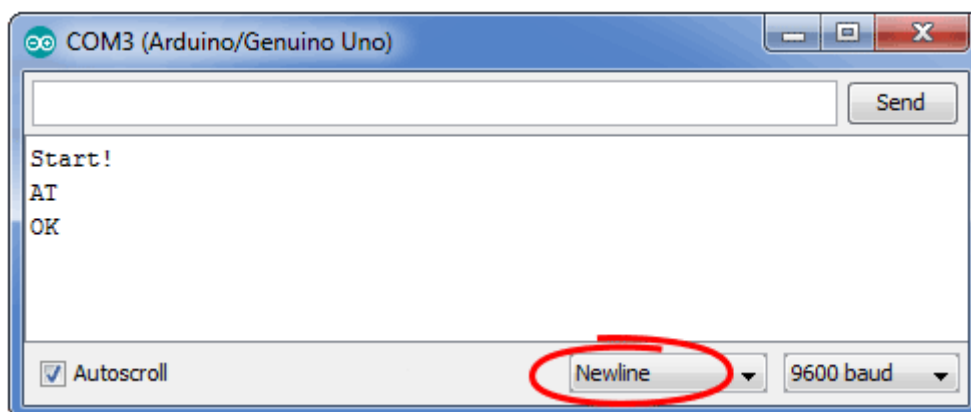 COM3 (Arduino/Genuino Uno)
Send
Start!
AT
OK
Autoscroll
Newline
9600 baud